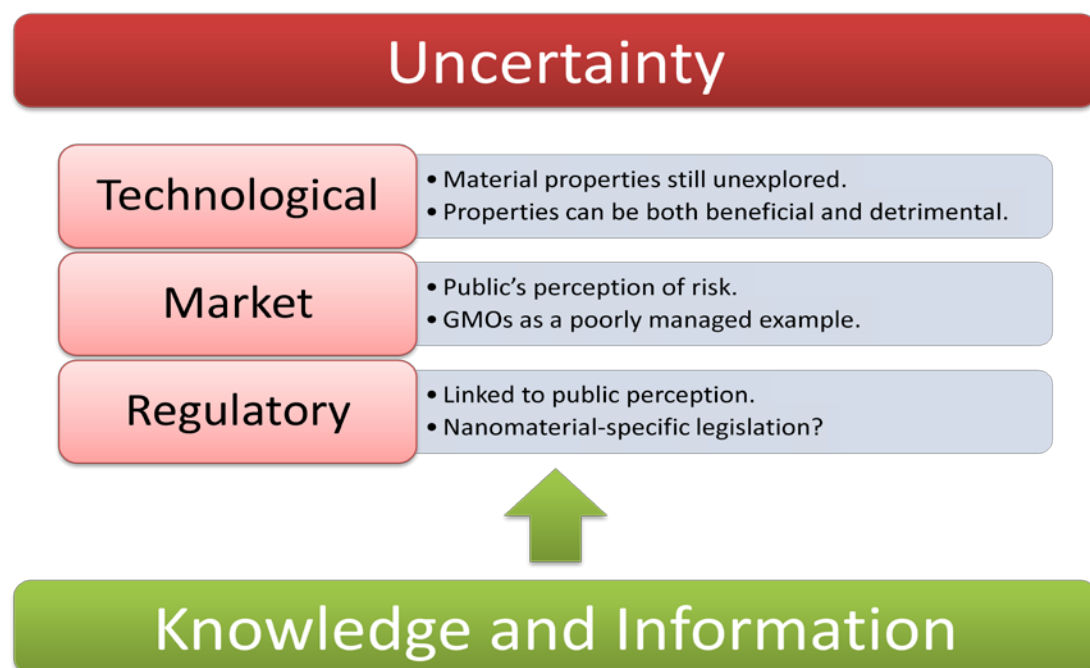 Uncertainty
Technological
• Material properties still unexplored.
• Properties can be both beneficial and detrimental.
Market
• Public’s perception of risk.
• GMOs as a poorly managed example.
Regulatory
• Linked to public perception.
• Nanomaterial-specific legislation?
Knowledge and Information